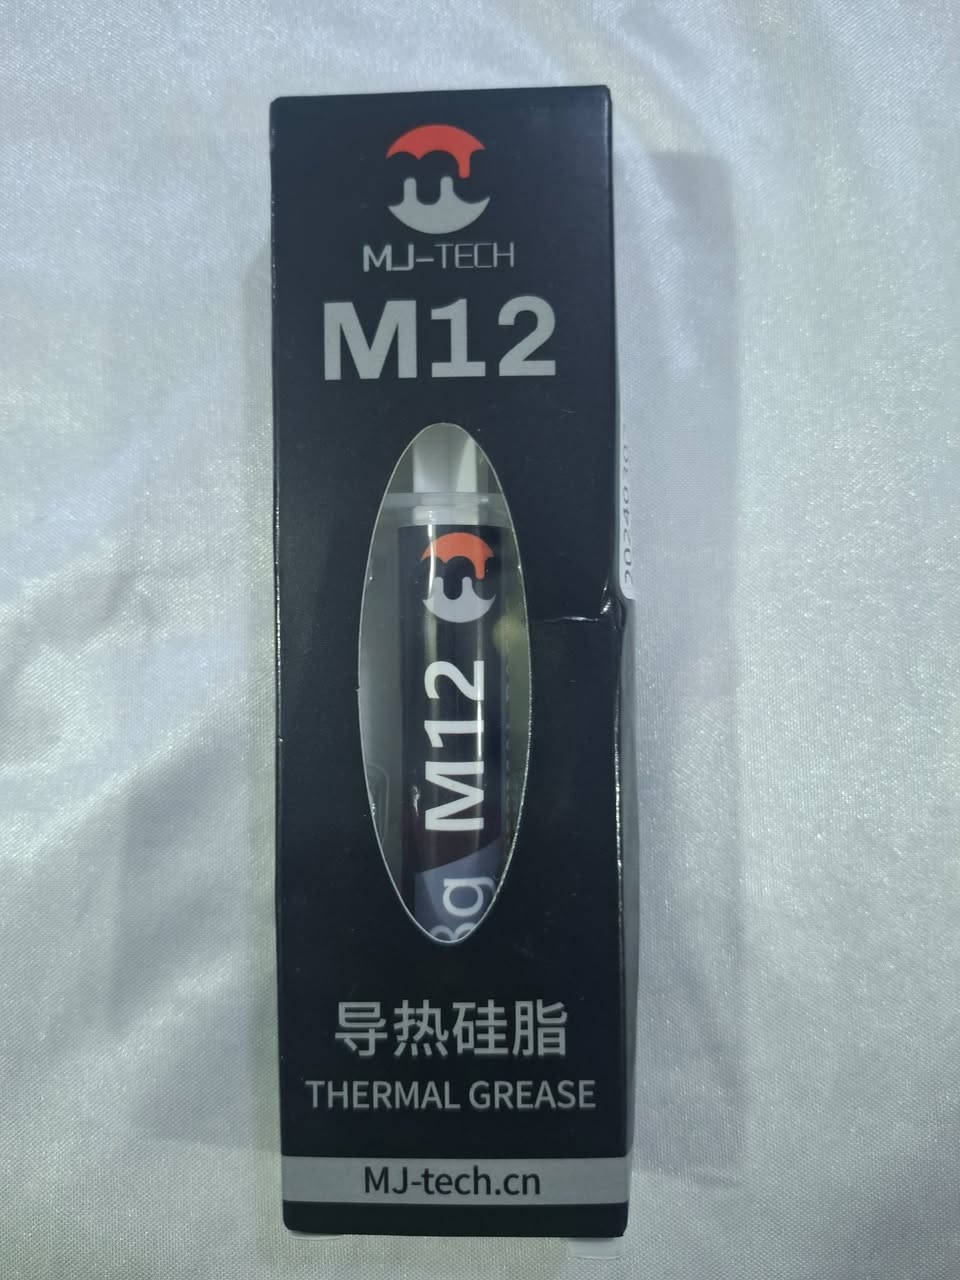 MJ-TECH
M12
M12
导热硅脂
THERMAL GREASE
MJ-tech.cn